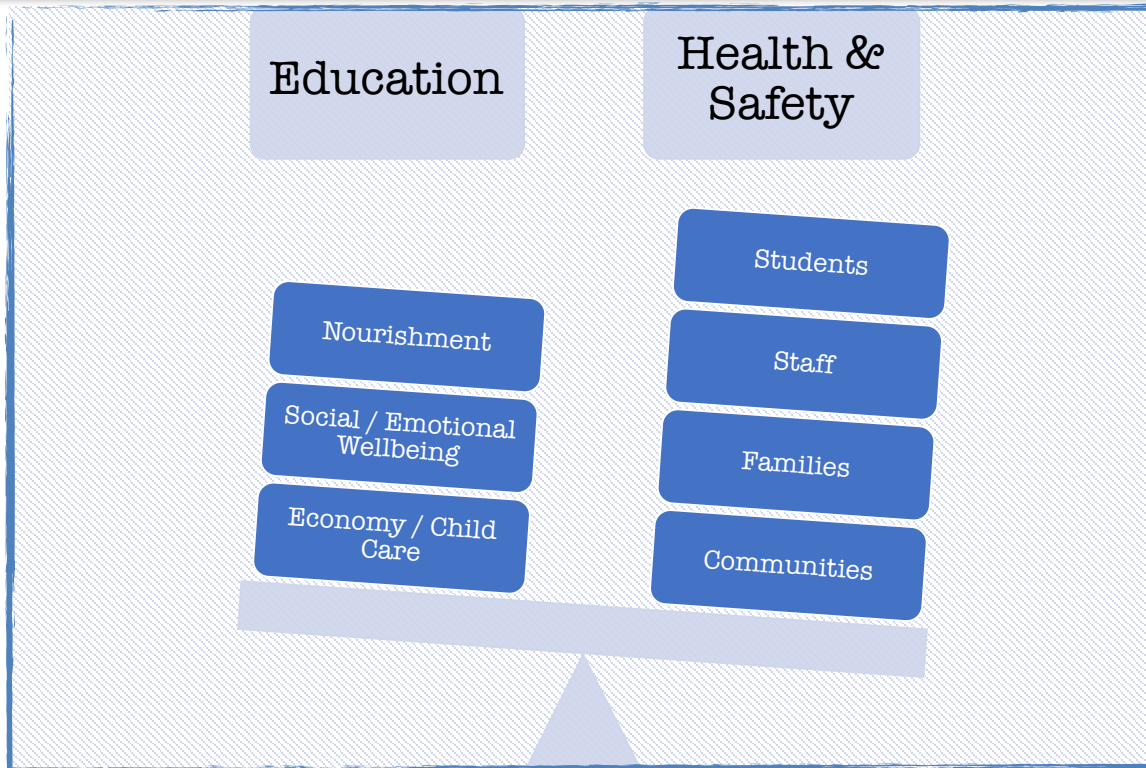 Education
Health &
Safety
Nourishment
Social / Emotional
Wellbeing
Economy / Child
Care
Students
Staff
Families
Communities